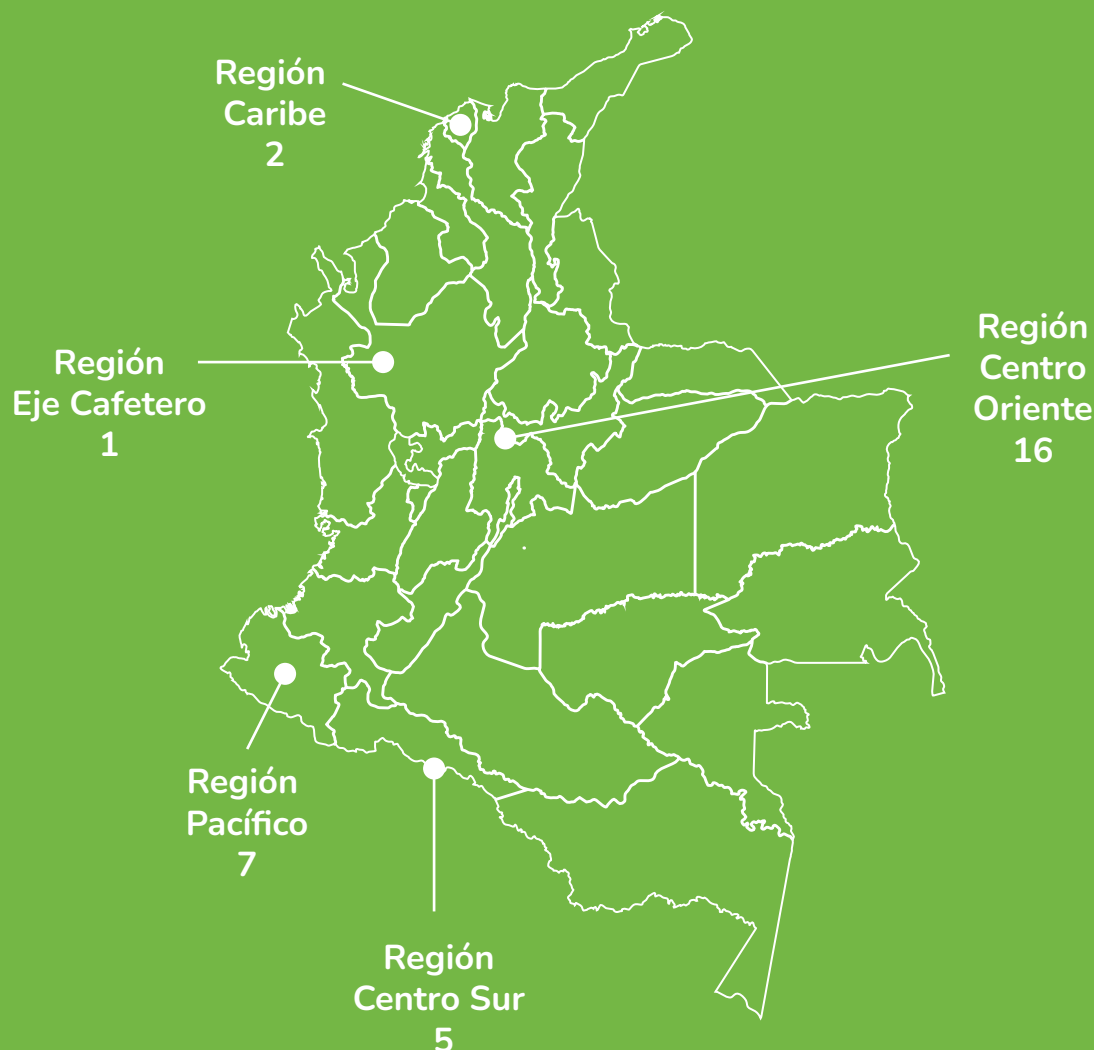 Región
Caribe
2
Región
Centro
Oriente
16
Región
Eje Cafetero
1
Región
Pacífico
7
Región
Centro Sur
5